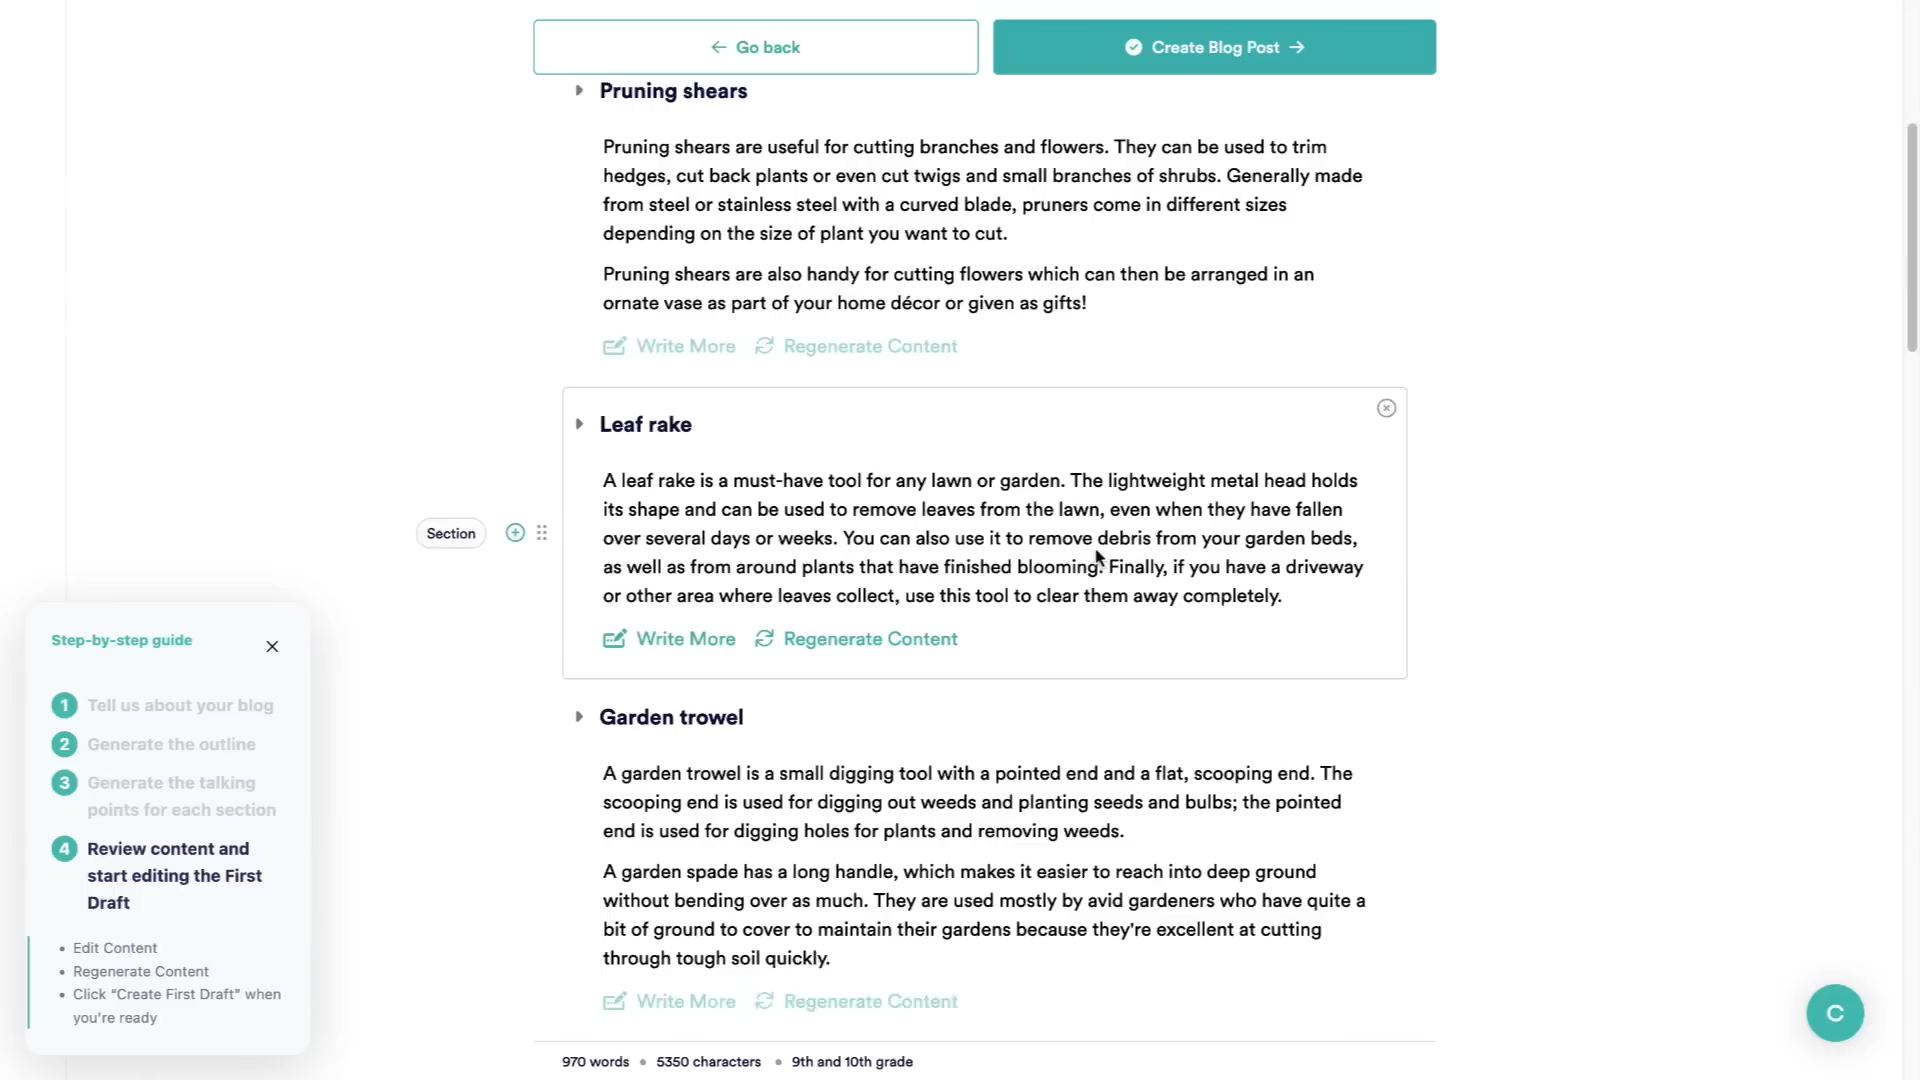 Go back
Create Blog Post
Pruning shears
Pruning shears are useful for cutting branches and flowers. They can be used to trim
hedges, cut back plants or even cut twigs and small branches of shrubs. Generally made
from steel or stainless steel with a curved blade, pruners come in different sizes
depending on the size of plant you want to cut.
Pruning shears are also handy for cutting flowers which can then be arranged in an
ornate vase as part of your home décor or given as gifts!
Write More Regenerate Content
Leaf rake
A leaf rake is a must-have tool for any lawn or garden. The lightweight metal head holds
its shape and can be used to remove leaves from the lawn, even when they have fallen
over several days or weeks. You can also use it to remove debris from your garden beds,
as well as from around plants that have finished blooming. Finally, if you have a driveway
or other area where leaves collect, use this tool to clear them away completely.
Write More Regenerate Content
Section
Garden trowel
A garden trowel is a small digging tool with a pointed end and a flat, scooping end. The
scooping end is used for digging out weeds and planting seeds and bulbs; the pointed
end is used for digging holes for plants and removing weeds.
A garden spade has a long handle, which makes it easier to reach into deep ground
without bending over as much. They are used mostly by avid gardeners who have quite a
bit of ground to cover to maintain their gardens because they're excellent at cutting
through tough soil quickly.
Write More Regenerate Content
970 words • 5350 characters • 9th and 10th grade
Step-by-step guide
1 Tell us about your blog
2 Generate the outline
3 Generate the talking
points for each section
4 Review content and
start editing the First
Draft
• Edit Content
• Regenerate Content
• Click “Create First Draft” when
you're ready
C